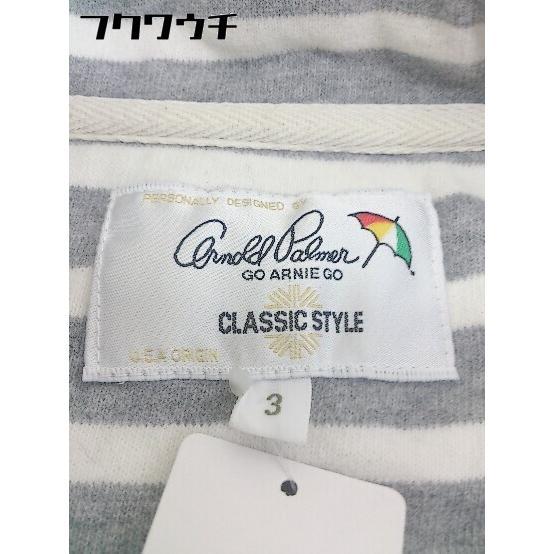 フクワウチ
PERSONALLY DESIGNED BY
Arnold Palmer
GO ARNIE GO
CLASSIC STYLE
U.S.A ORIGIN
3